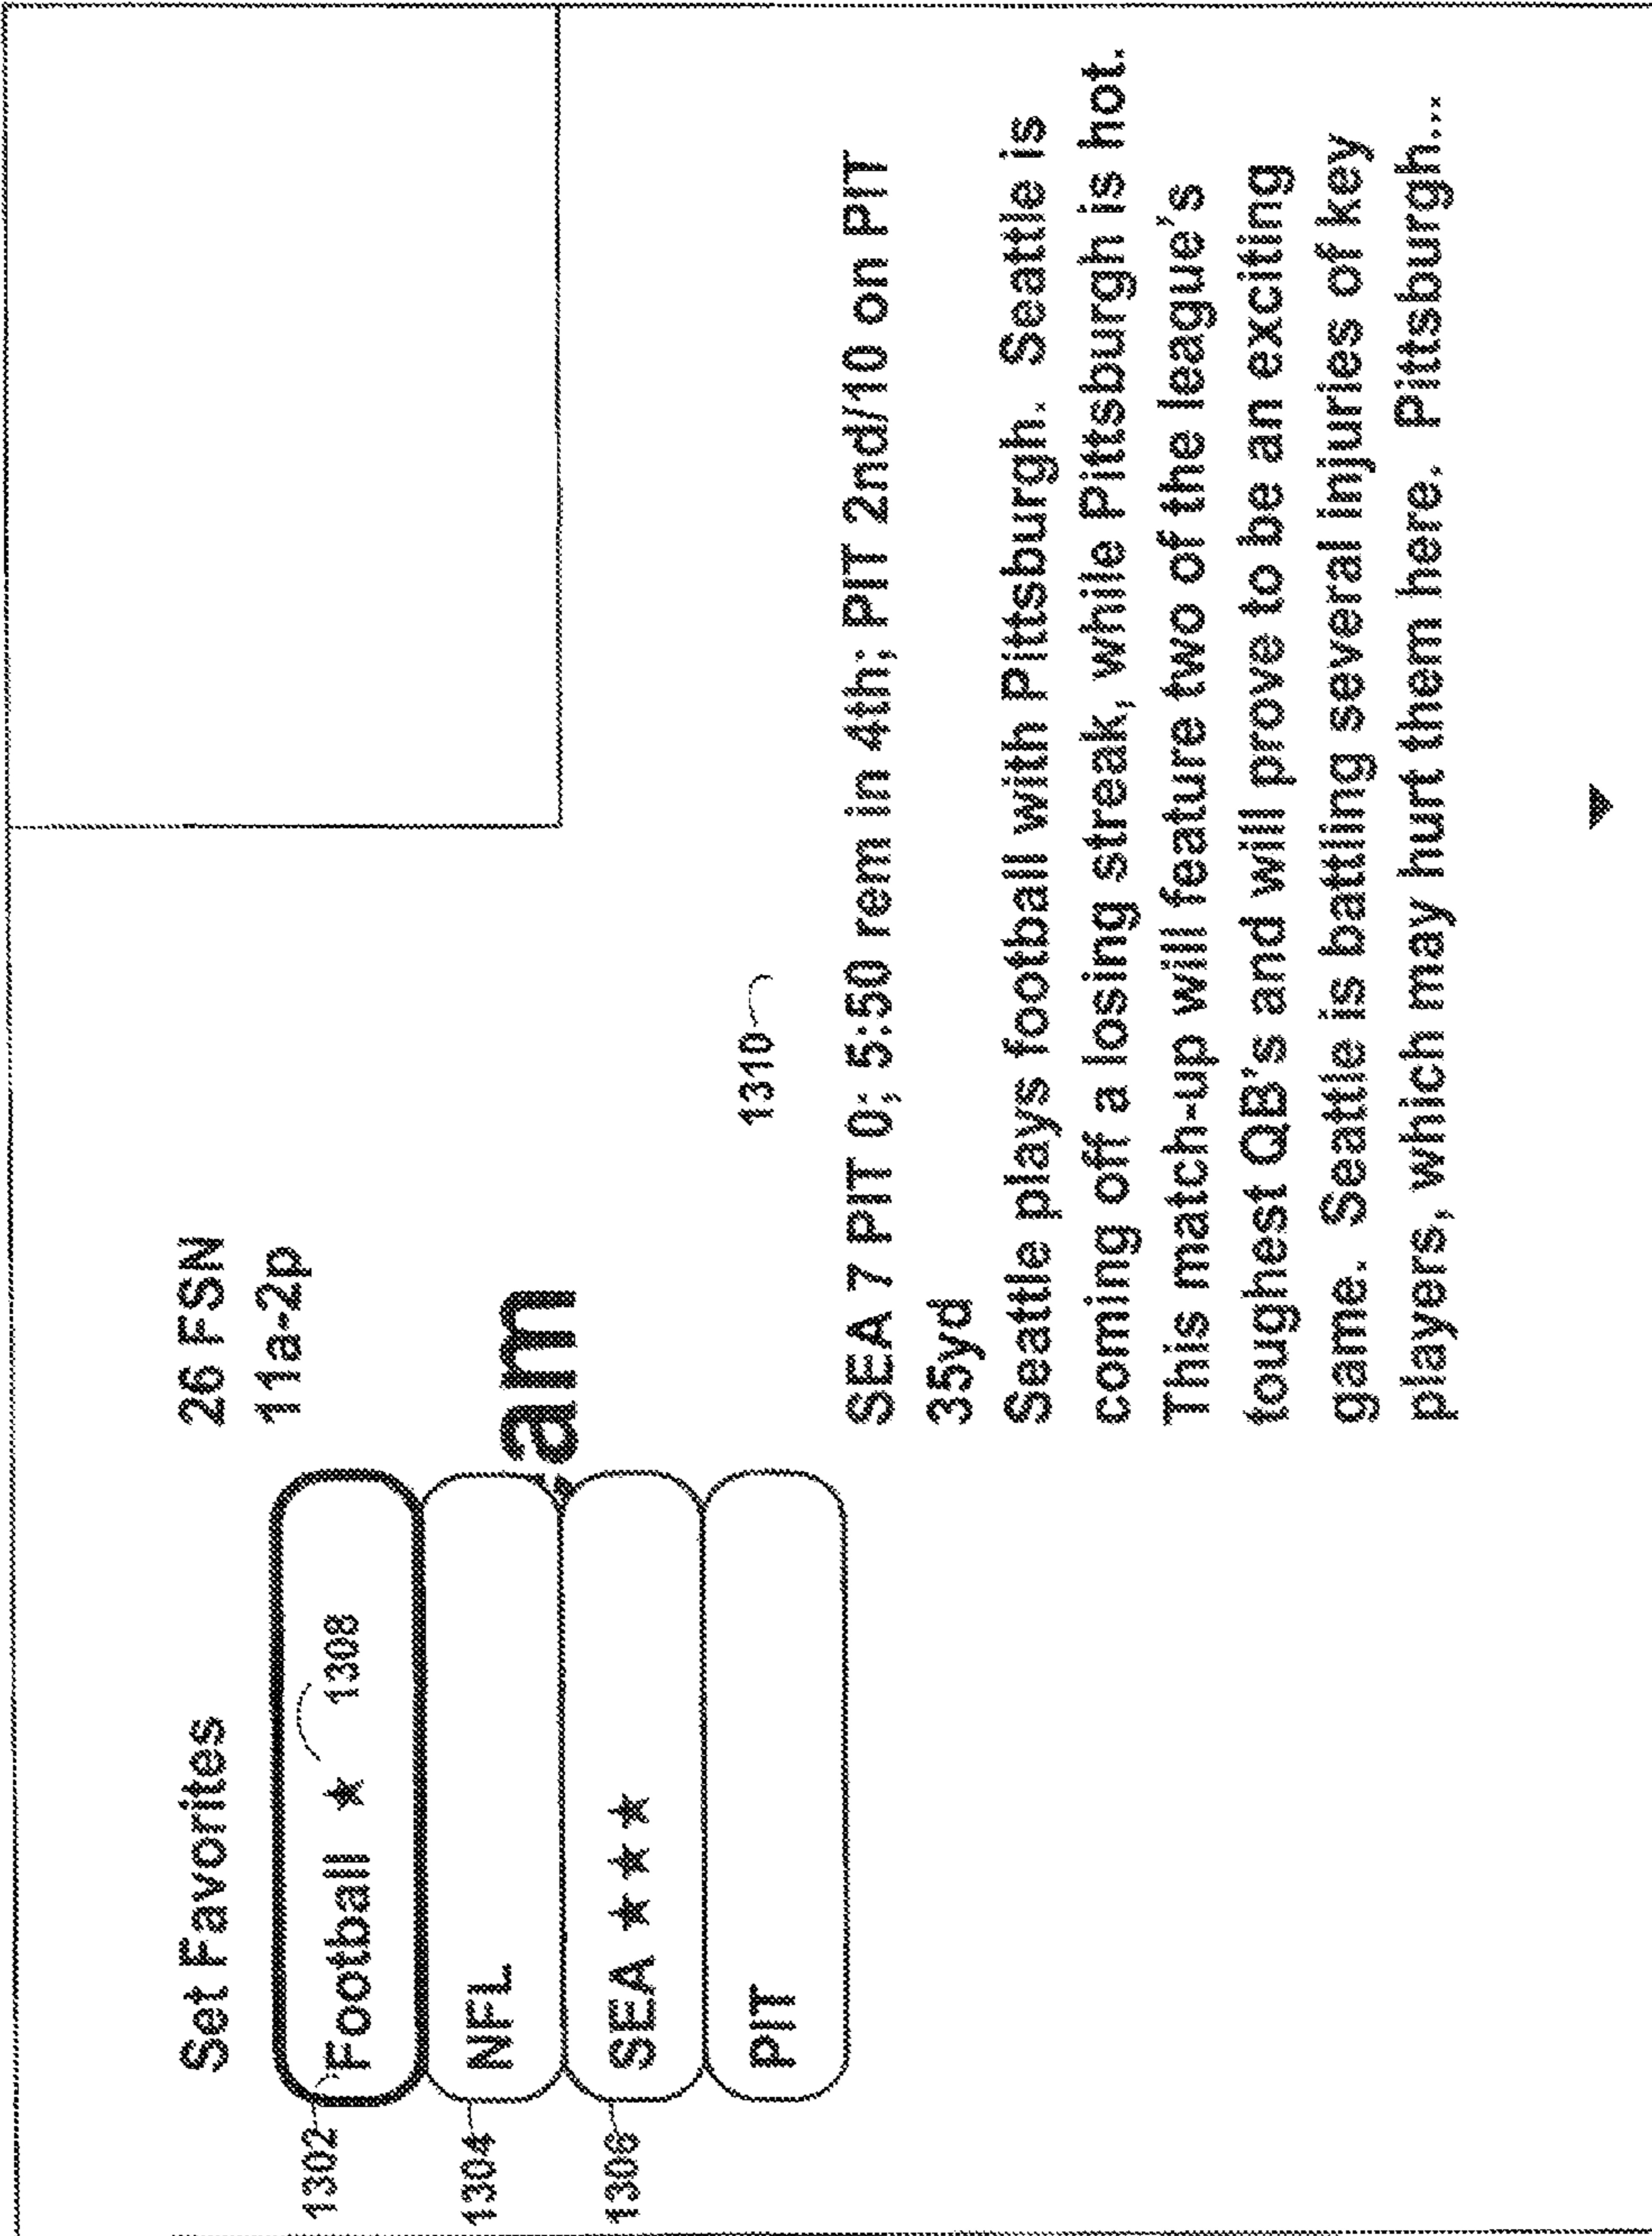 Set Favorites
26 FSN
11a-2p
1302
Football ★ 1308
1304
NFL
am
1306
SEA ★ ★ ★
PIT
1310
SEA 7 PIT 0; 5:50 rem in 4th; PIT 2nd/10 on PIT
35yd
Seattle plays football with Pittsburgh. Seattle is
coming off a losing streak, while Pittsburgh is hot.
This match-up will feature two of the league's
toughest QB's and will prove to be an exciting
game. Seattle is battling several injuries of key
players, which may hurt them here. Pittsburgh...